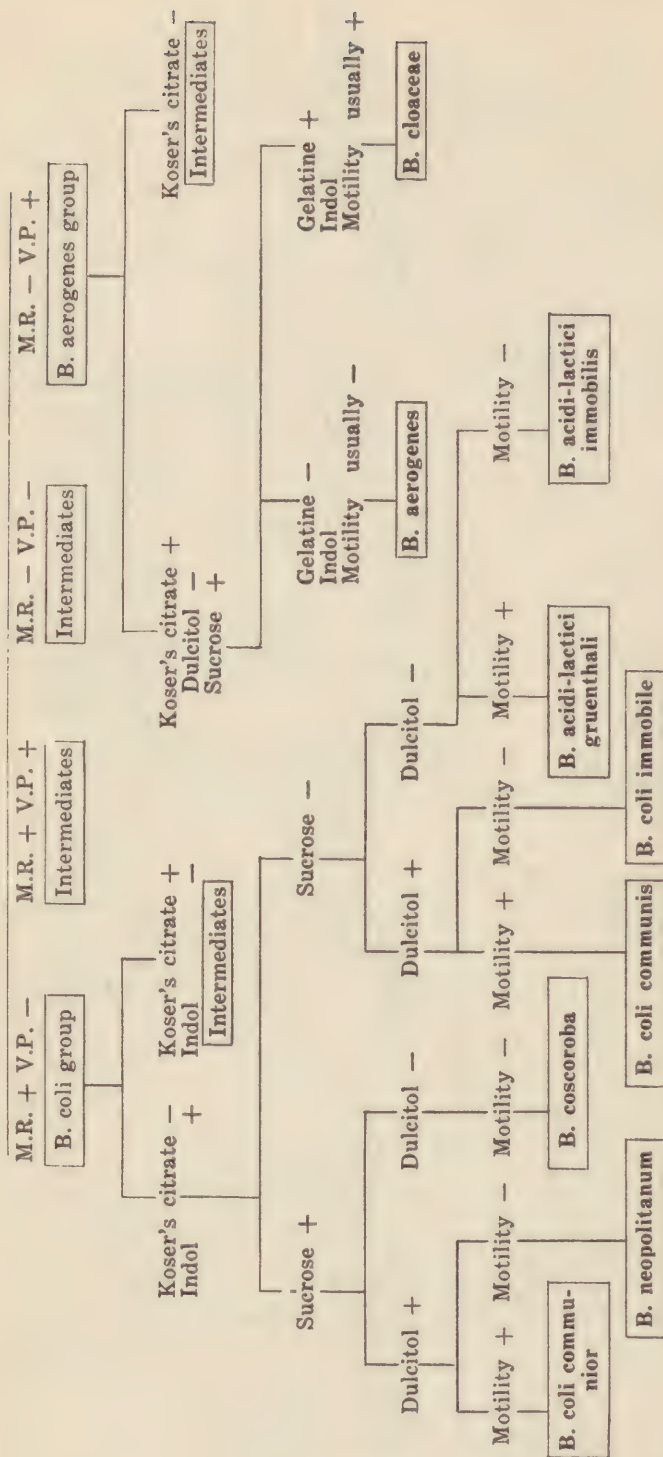 M.R. + V.P. −
B. coli group
M.R. + V.P. +
Intermediates
M.R. − V.P. −
Intermediates
M.R. − V.P. +
B. aerogenes group
Koser's citrate −
Indol +
Koser's citrate +
Indol −
Intermediates
Koser's citrate +
Dulcitol −
Sucrose +
Koser's citrate −
Intermediates
Sucrose +
Sucrose −
Gelatine −
Indol
Motility usually −
B. aerogenes
Gelatine +
Indol
Motility usually +
B. cloaceae
Dulcitol +
Dulcitol −
Dulcitol +
Dulcitol −
Motility +
B. coli commu-
nior
Motility −
B. neopolitanum
Motility −
B. coscoroba
Motility +
B. coli communis
Motility −
B. coli immobile
Motility +
B. acidi-lactici
gruenthali
Motility −
B. acidi-lactici
immobilis